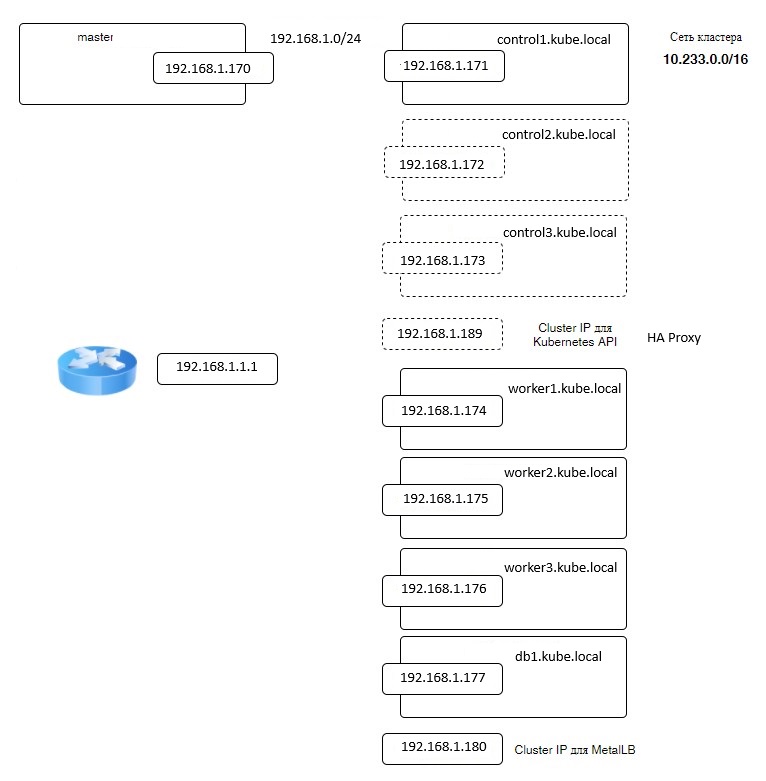 master
192.168.1.0/24
192.168.1.170
control1.kube.local
192.168.1.171
Сеть кластера
10.233.0.0/16
control2.kube.local
192.168.1.172
control3.kube.local
192.168.1.173
192.168.1.189
Cluster IP для
Kubernetes API
HA Proxy
192.168.1.1.1
worker1.kube.local
192.168.1.174
worker2.kube.local
192.168.1.175
worker3.kube.local
192.168.1.176
db1.kube.local
192.168.1.177
192.168.1.180
Cluster IP для MetalLB